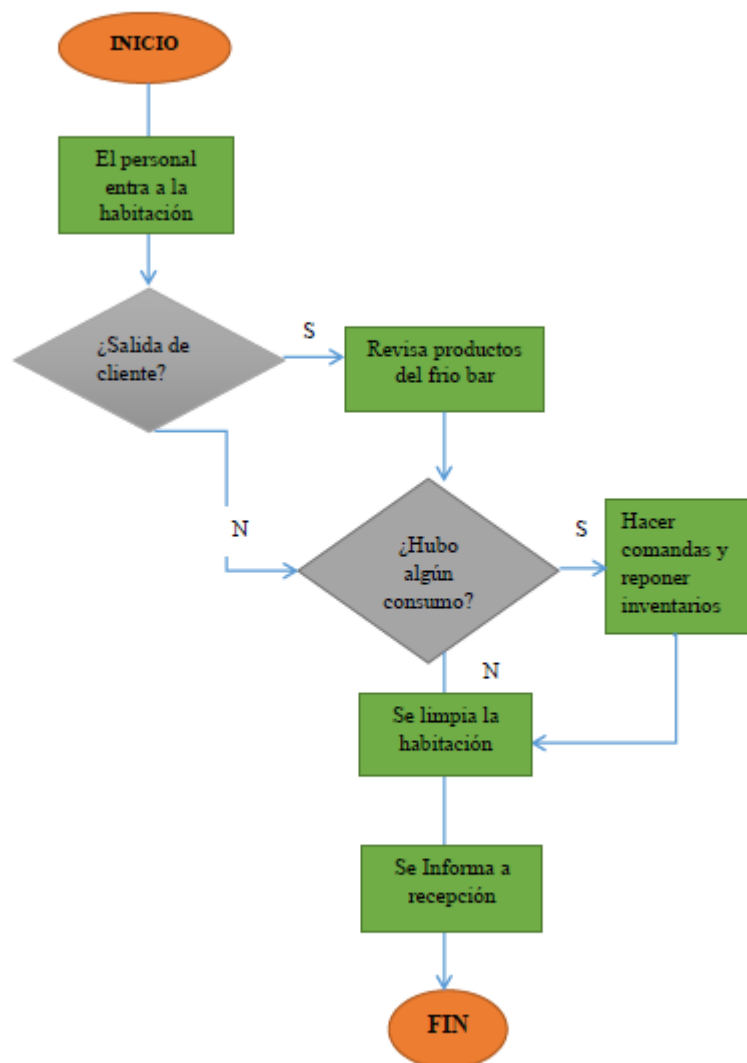 INICIO
El personal
entra a la
habitación
¿Salida de
cliente?
S
Revisa productos
del frio bar
N
¿Hubo
algún
consumo?
S
Hacer
comandas y
reponer
inventarios
N
Se limpia la
habitación
Se Informa a
recepción
FIN